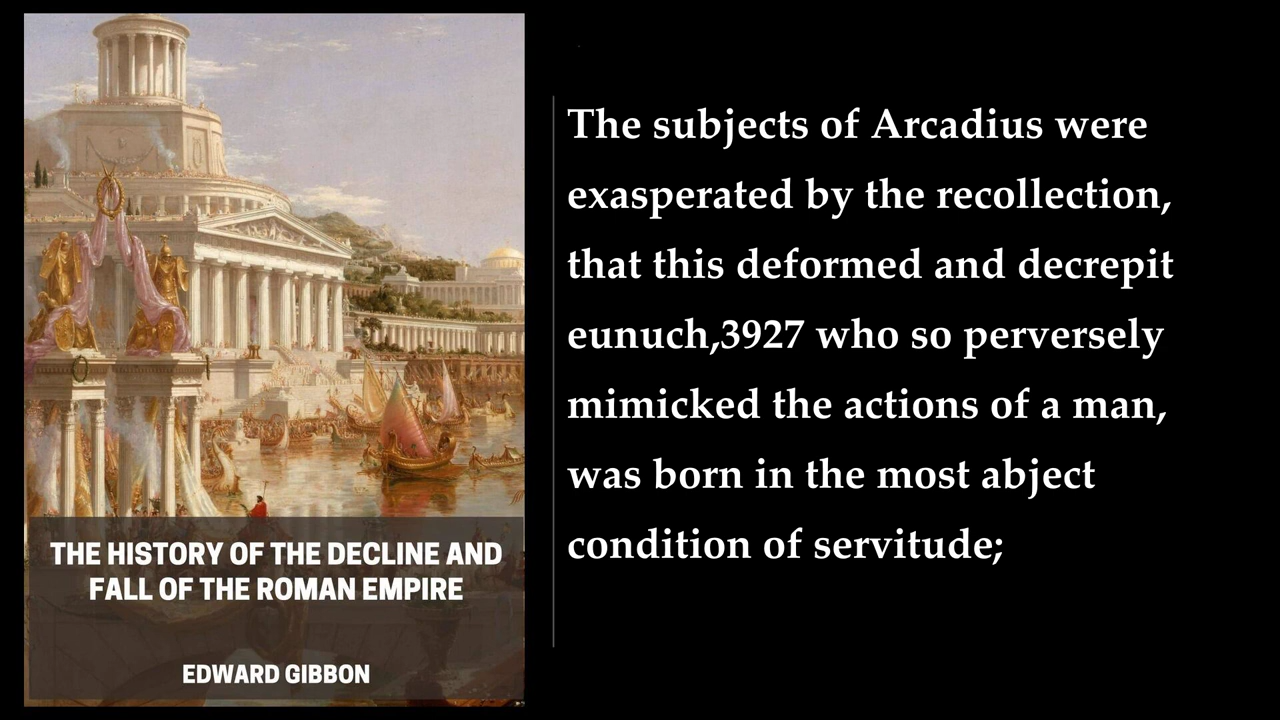 THE HISTORY OF THE DECLINE AND
FALL OF THE ROMAN EMPIRE
EDWARD GIBBON
The subjects of Arcadius were
exasperated by the recollection,
that this deformed and decrepit
eunuch,3927 who so perversely
mimicked the actions of a man,
was born in the most abject
condition of servitude;